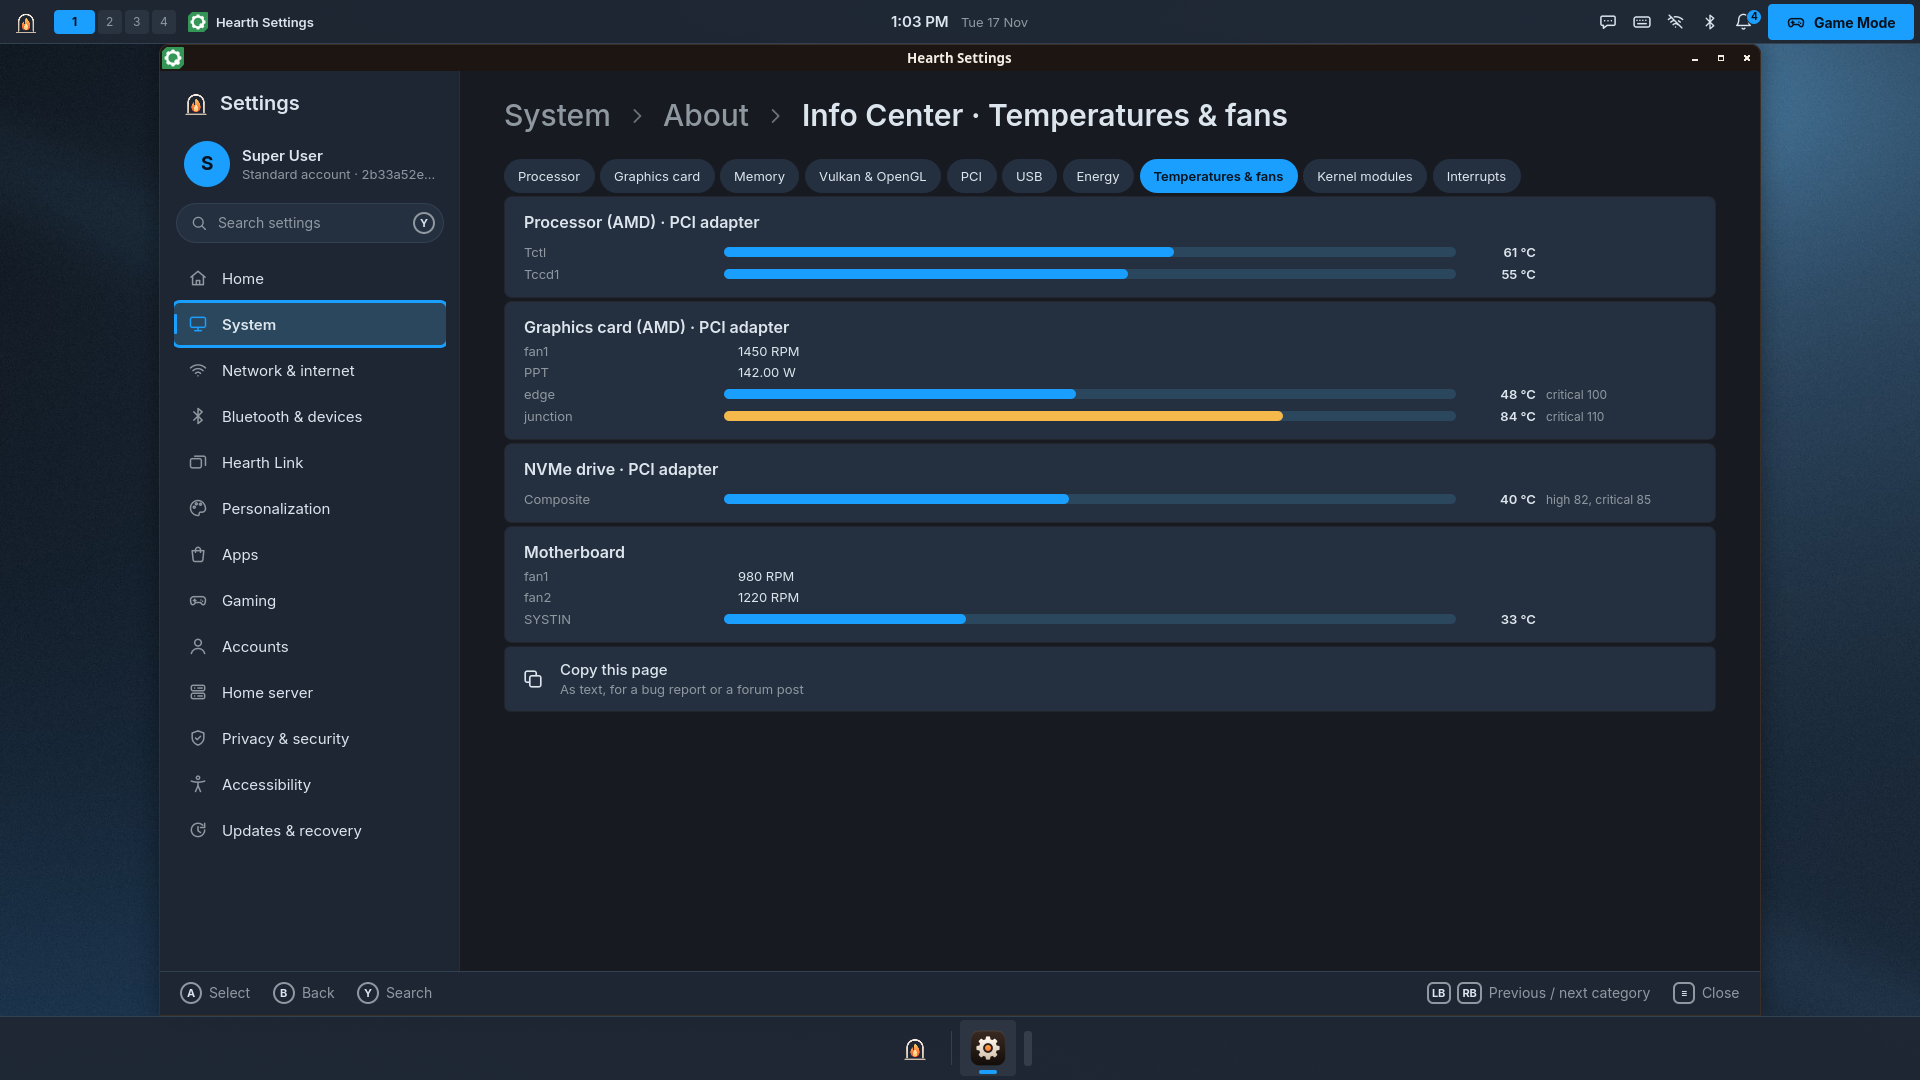 1 2 3 4 Hearth Settings 1:03 PM Tue 17 Nov 4 Game Mode
Hearth Settings
Settings
S Super User
Standard account · 2b33a52e...
Search settings Y
Home
System
Network & internet
Bluetooth & devices
Hearth Link
Personalization
Apps
Gaming
Accounts
Home server
Privacy & security
Accessibility
Updates & recovery
System > About > Info Center · Temperatures & fans
Processor Graphics card Memory Vulkan & OpenGL PCI USB Energy Temperatures & fans Kernel modules Interrupts
Processor (AMD) · PCI adapter
Tctl 61 °C
Tccd1 55 °C
Graphics card (AMD) · PCI adapter
fan1 1450 RPM
PPT 142.00 W
edge 48 °C critical 100
junction 84 °C critical 110
NVMe drive · PCI adapter
Composite 40 °C high 82, critical 85
Motherboard
fan1 980 RPM
fan2 1220 RPM
SYSTIN 33 °C
Copy this page
As text, for a bug report or a forum post
A Select B Back Y Search LB RB Previous / next category ≡ Close